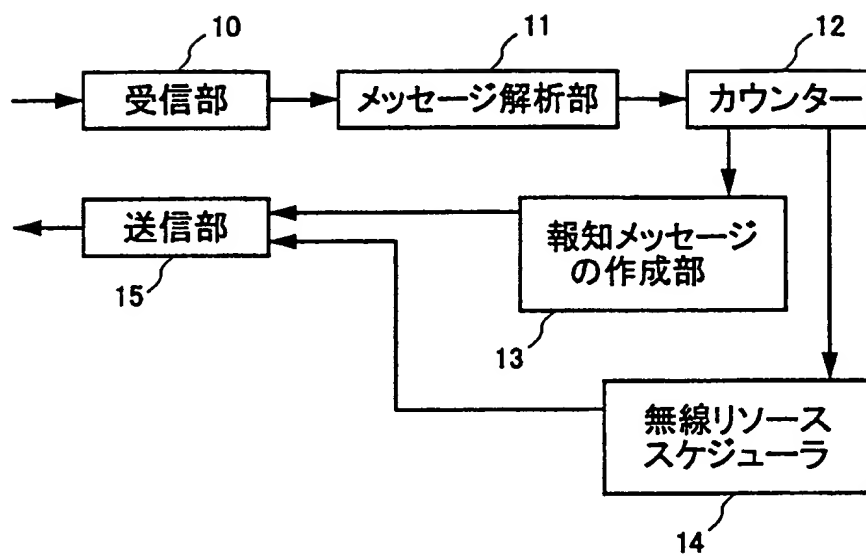 10
11
12
受信部
メッセージ解析部
カウンター
送信部
15
報知メッセージ
の作成部
13
無線リソース
スケジューラ
14